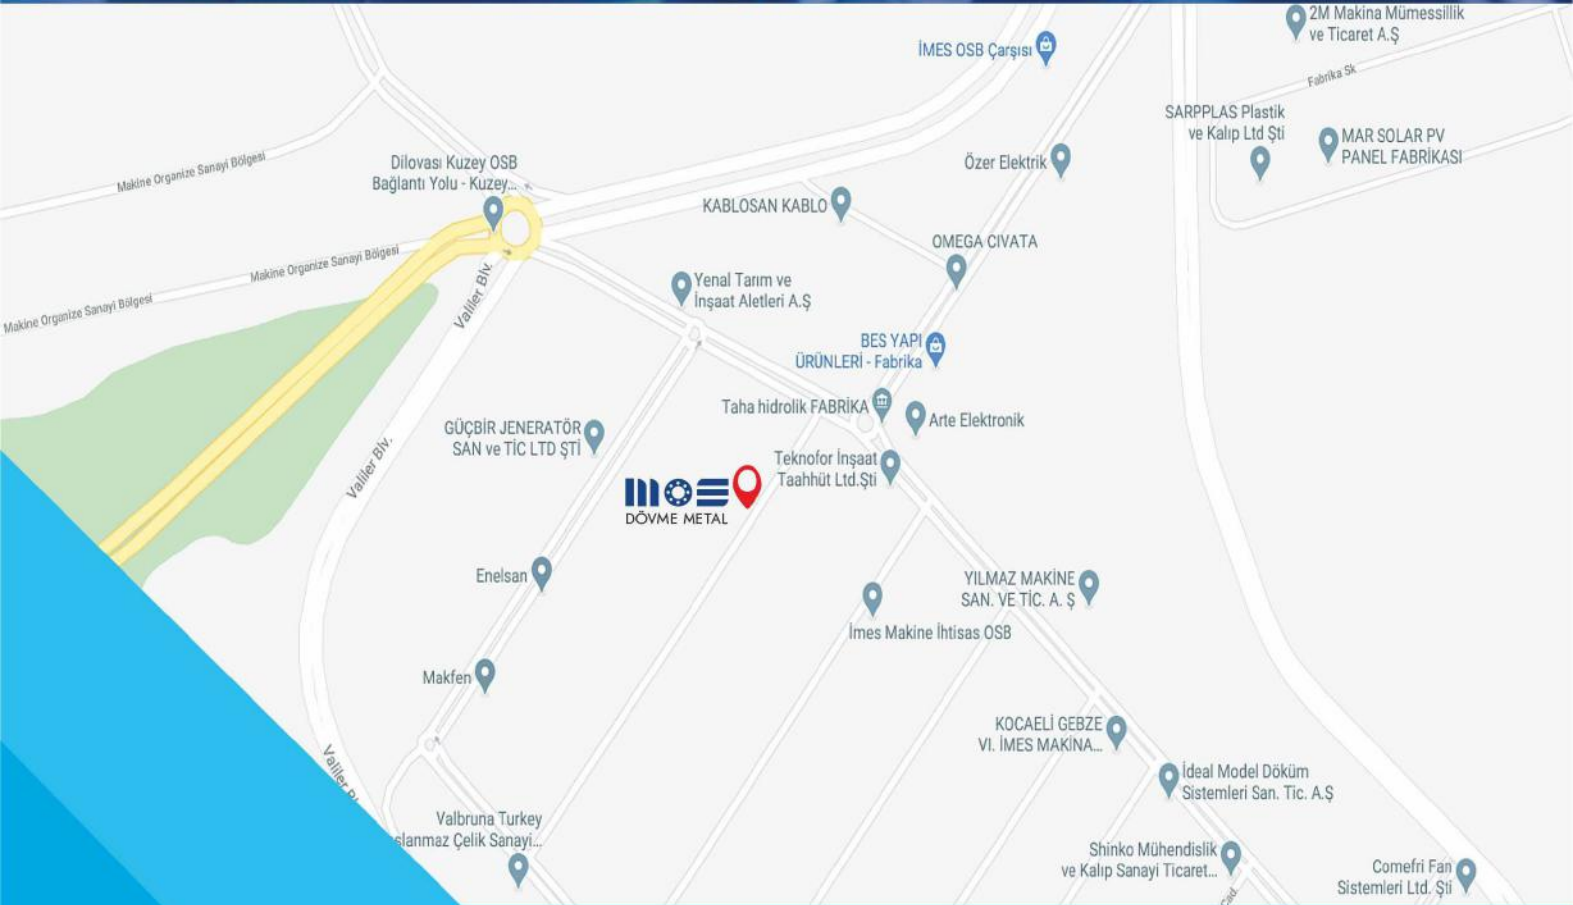 2M Makina Mümessillik
ve Ticaret A.Ş
İMES OSB Çarşısı
Fabrika Sk
SARPPLAS Plastik
ve Kalıp Ltd Şti
MAR SOLAR PV
PANEL FABRİKASI
Makine Organize Sanayi Bölgesi
Dilovası Kuzey OSB
Bağlantı Yolu - Kuzey...
Özer Elektrik
KABLOSAN KABLO
OMEGA CIVATA
Makine Organize Sanayi Bölgesi
Makine Organize Sanayi Bölgesi
Valiler Blv.
Yenal Tarım ve
İnşaat Aletleri A.Ş
BES YAPI
ÜRÜNLERİ - Fabrika
Taha hidrolik FABRİKA
Arte Elektronik
GÜÇBİR JENERATÖR
SAN ve TİC LTD ŞTİ
Valiler Blv.
Teknofor İnşaat
Taahhüt Ltd.Şti
mos
DÖVME METAL
Enelsan
YILMAZ MAKİNE
SAN. VE TİC. A. Ş
İmes Makine İhtisas OSB
Makfen
KOCAELİ GEBZE
VI. İMES MAKİNA...
Valiler
İdeal Model Döküm
Sistemleri San. Tic. A.Ş
Valbruna Turkey
slanmaz Çelik Sanayi...
Shinko Mühendislik
ve Kalıp Sanayi Ticaret...
Comefri Fan
Sistemleri Ltd. Şti
Cad.